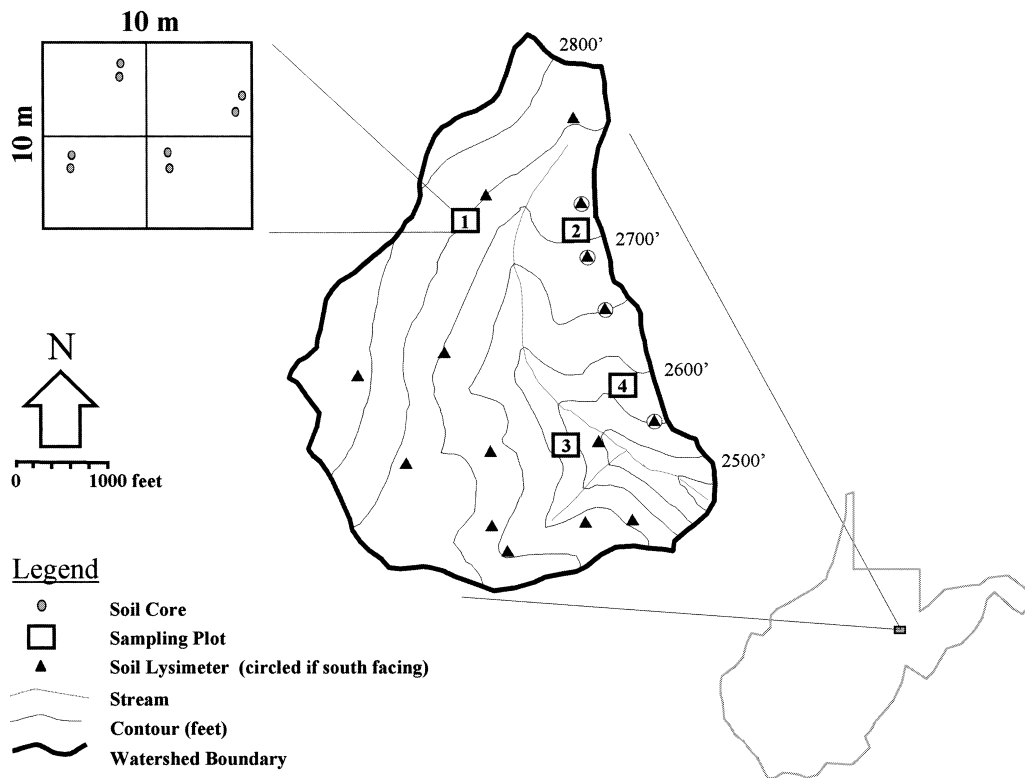 10 m
10 m
2800'
1
2
2700'
2600'
4
3
2500'
N
0 1000 feet
Legend
Soil Core
Sampling Plot
Soil Lysimeter (circled if south facing)
Stream
Contour (feet)
Watershed Boundary